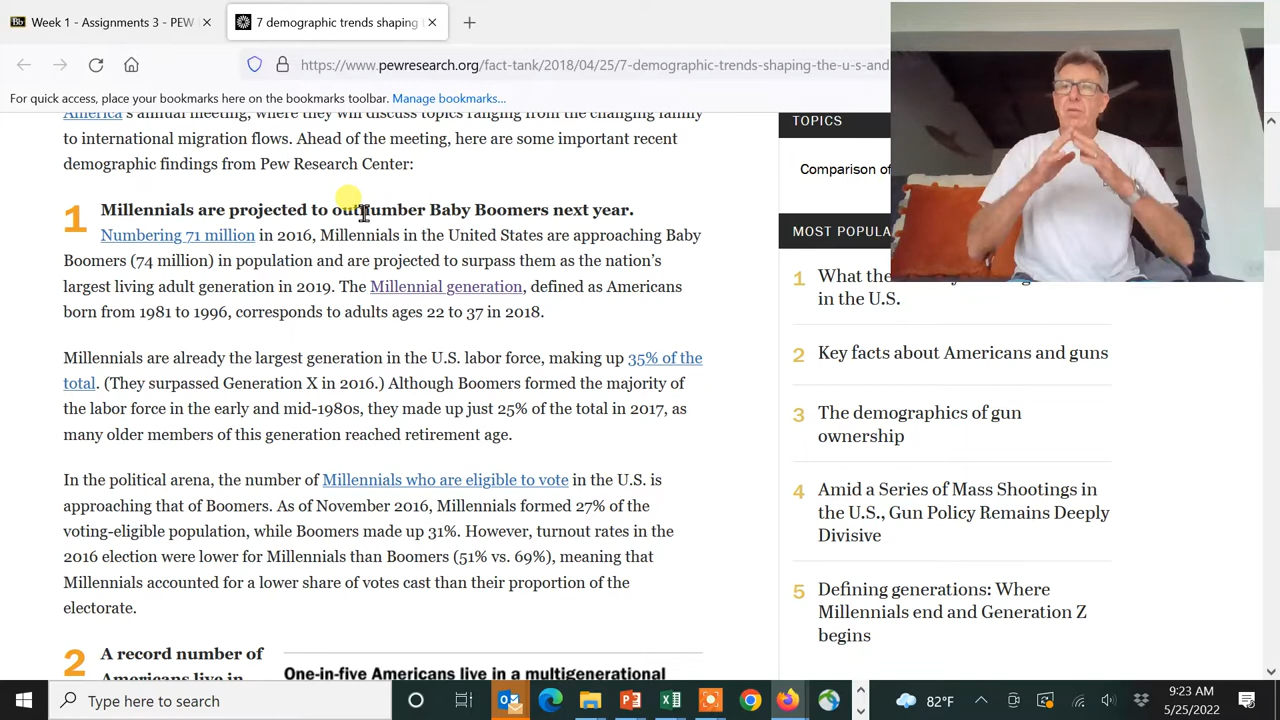 Week 1 - Assignments 3 - PEW
7 demographic trends shaping
https://www.pewresearch.org/fact-tank/2018/04/25/7-demographic-trends-shaping-the-u-s-and
For quick access, place your bookmarks here on the bookmarks toolbar. Manage bookmarks...
America's annual meeting, where they will discuss topics ranging from the changing family
to international migration flows. Ahead of the meeting, here are some important recent
demographic findings from Pew Research Center:
1 Millennials are projected to outnumber Baby Boomers next year.
Numbering 71 million in 2016, Millennials in the United States are approaching Baby
Boomers (74 million) in population and are projected to surpass them as the nation's
largest living adult generation in 2019. The Millennial generation, defined as Americans
born from 1981 to 1996, corresponds to adults ages 22 to 37 in 2018.
Millennials are already the largest generation in the U.S. labor force, making up 35% of the
total. (They surpassed Generation X in 2016.) Although Boomers formed the majority of
the labor force in the early and mid-1980s, they made up just 25% of the total in 2017, as
many older members of this generation reached retirement age.
In the political arena, the number of Millennials who are eligible to vote in the U.S. is
approaching that of Boomers. As of November 2016, Millennials formed 27% of the
voting-eligible population, while Boomers made up 31%. However, turnout rates in the
2016 election were lower for Millennials than Boomers (51% vs. 69%), meaning that
Millennials accounted for a lower share of votes cast than their proportion of the
electorate.
2 A record number of
Americans live in
One-in-five Americans live in a multigenerational
TOPICS
Comparison of
MOST POPULA
1 What the
in the U.S.
2 Key facts about Americans and guns
3 The demographics of gun
ownership
4 Amid a Series of Mass Shootings in
the U.S., Gun Policy Remains Deeply
Divisive
5 Defining generations: Where
Millennials end and Generation Z
begins
Type here to search
82°F
9:23 AM
5/25/2022